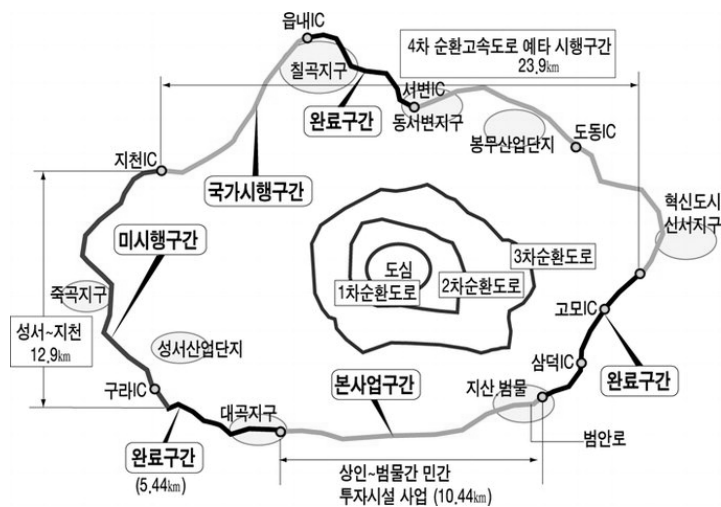 읍내IC
칠곡지구
4차 순환고속도로 예타 시행구간
23.9㎞
서변IC
완료구간
동서변지구
봉무산업단지
도동IC
지천IC
국가시행구간
혁신도시
신서지구
미시행구간
3차순환도로
도심
2차순환도로
1차순환도로
죽곡지구
고모IC
성서~지천
12.9㎞
성서산업단지
삼덕IC
완료구간
구라IC
본사업구간
지산 범물
대곡지구
범안로
완료구간
(5.44㎞)
상인~범물간 민간
투자시설 사업 (10.44㎞)